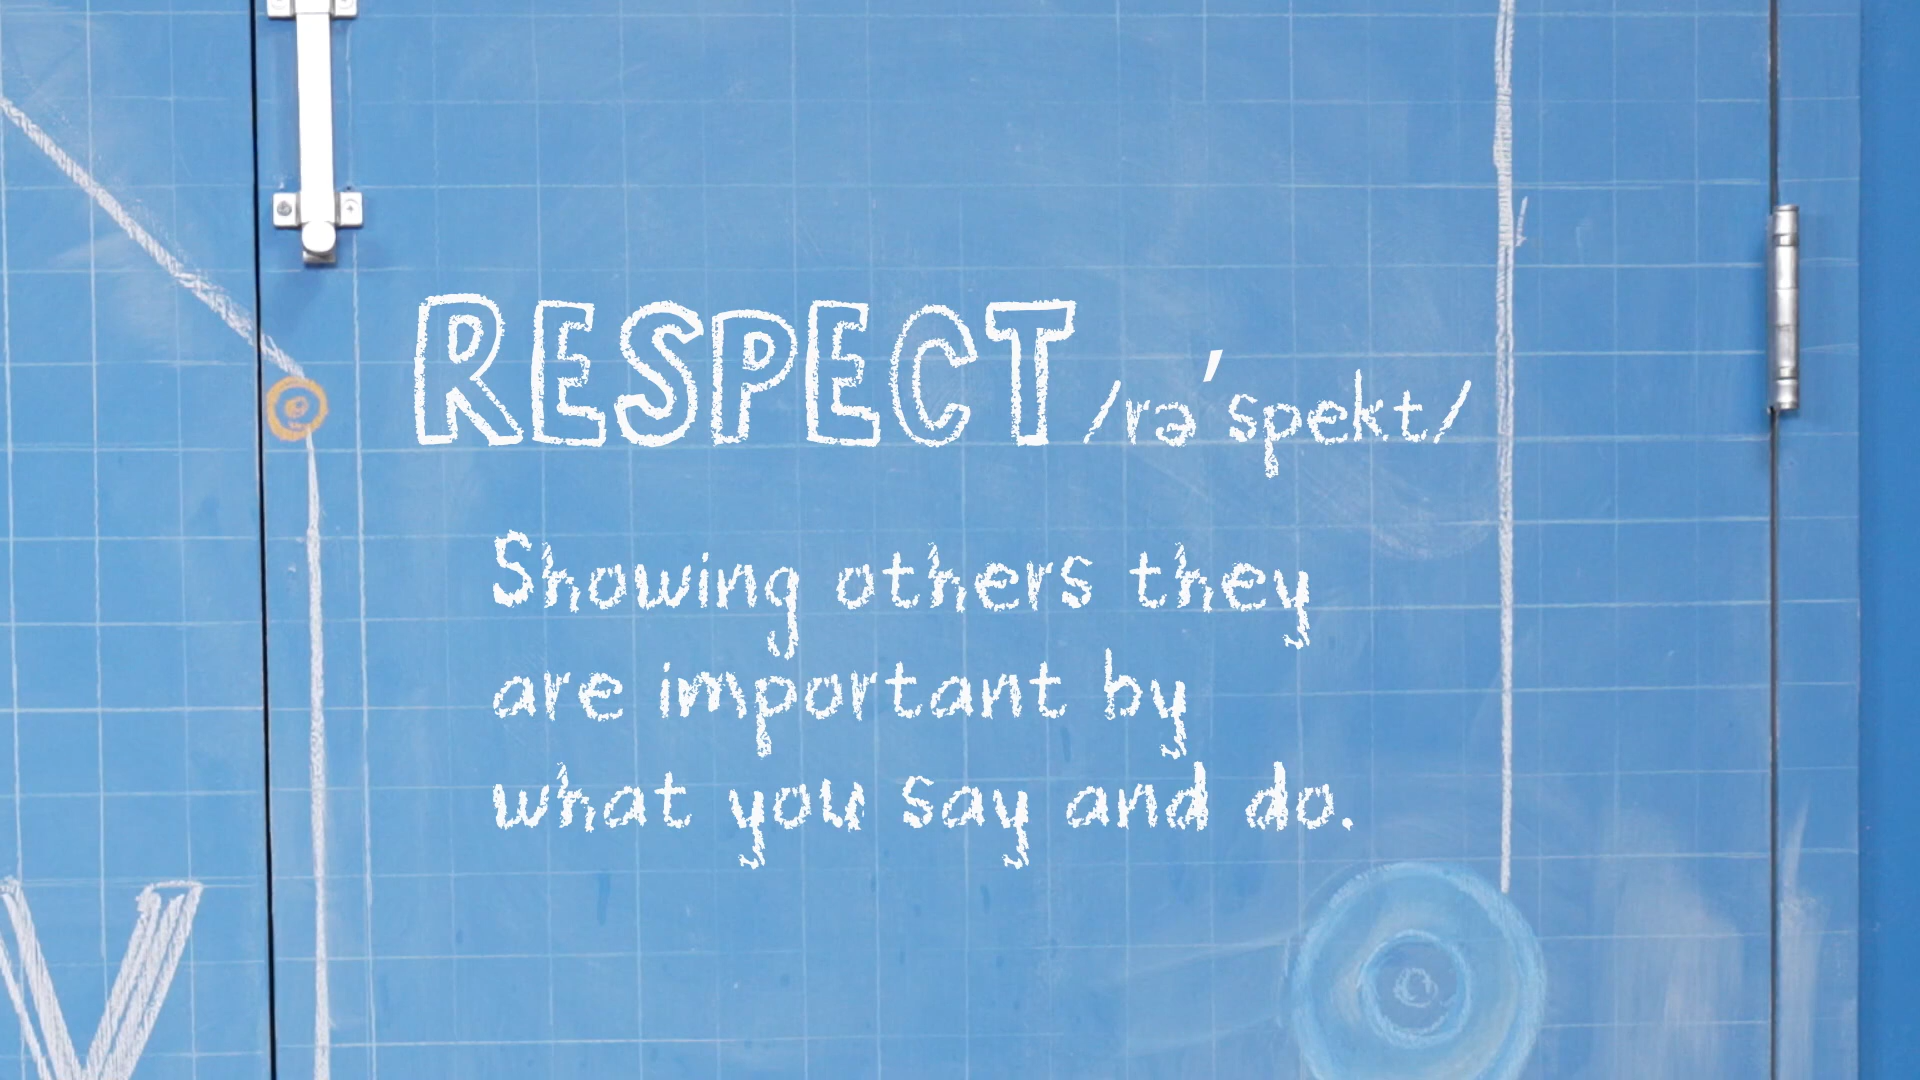 RESPECT /rə'spekt/
Showing others they
are important by
what you say and do.